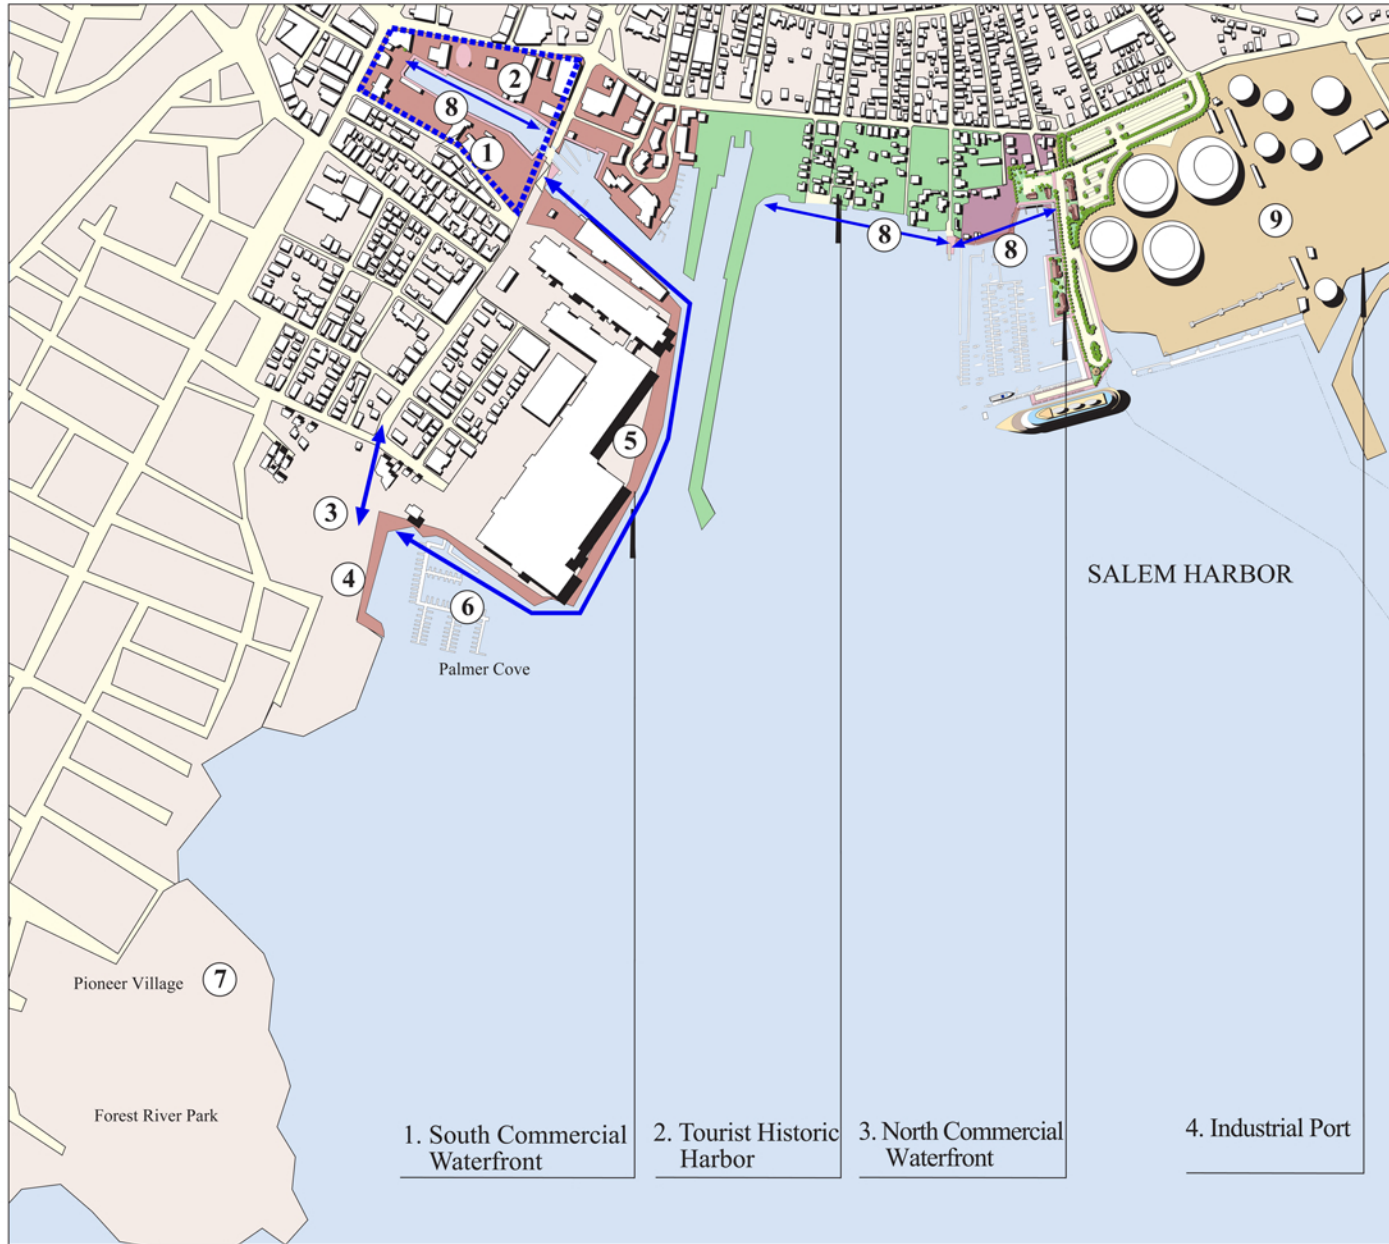 2
8
1
8
8
9
5
3
4
6
SALEM HARBOR
Palmer Cove
Pioneer Village
7
Forest River Park
1. South Commercial
Waterfront
2. Tourist Historic
Harbor
3. North Commercial
Waterfront
4. Industrial Port